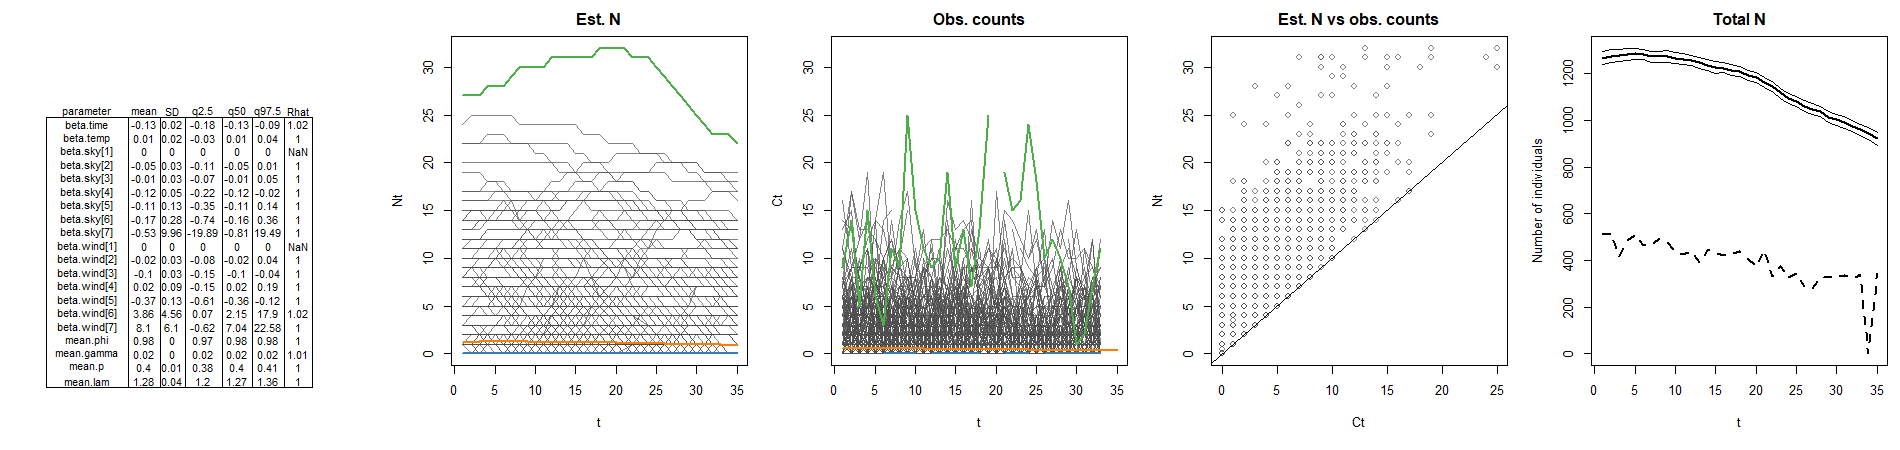 parameter mean SD q2.5 q50 q97.5 Rhat
beta.time -0.13 0.02 -0.18 -0.13 -0.09 1.02
beta.temp 0.01 0.02 -0.03 0.01 0.04 1
beta.sky[1] 0 0 0 0 0 NaN
beta.sky[2] -0.05 0.03 -0.11 -0.05 0.01 1
beta.sky[3] -0.01 0.03 -0.07 -0.01 0.05 1
beta.sky[4] -0.12 0.05 -0.22 -0.12 -0.02 1
beta.sky[5] -0.11 0.13 -0.35 -0.11 0.14 1
beta.sky[6] -0.17 0.28 -0.74 -0.16 0.36 1
beta.sky[7] -0.53 9.96 -19.89 -0.81 19.49 1
beta.wind[1] 0 0 0 0 0 NaN
beta.wind[2] -0.02 0.03 -0.08 -0.02 0.04 1
beta.wind[3] -0.1 0.03 -0.15 -0.1 -0.04 1
beta.wind[4] 0.02 0.09 -0.15 0.02 0.19 1
beta.wind[5] -0.37 0.13 -0.61 -0.36 -0.12 1
beta.wind[6] 3.86 4.56 0.07 2.15 17.9 1.02
beta.wind[7] 8.1 6.1 -0.62 7.04 22.58 1
mean.phi 0.98 0 0.97 0.98 0.98 1
mean.gamma 0.02 0 0.02 0.02 0.02 1.01
mean.p 0.4 0.01 0.38 0.4 0.41 1
mean.lam 1.28 0.04 1.2 1.27 1.36 1
Est. N
Nt
30
25
20
15
10
5
0
0 5 10 15 20 25 30 35
t
Obs. counts
Ct
30
25
20
15
10
5
0
0 5 10 15 20 25 30 35
t
Est. N vs obs. counts
Nt
30
25
20
15
10
5
0
0 5 10 15 20 25
Ct
Total N
Number of individuals
1200
1000
800
600
400
200
0
0 5 10 15 20 25 30 35
t